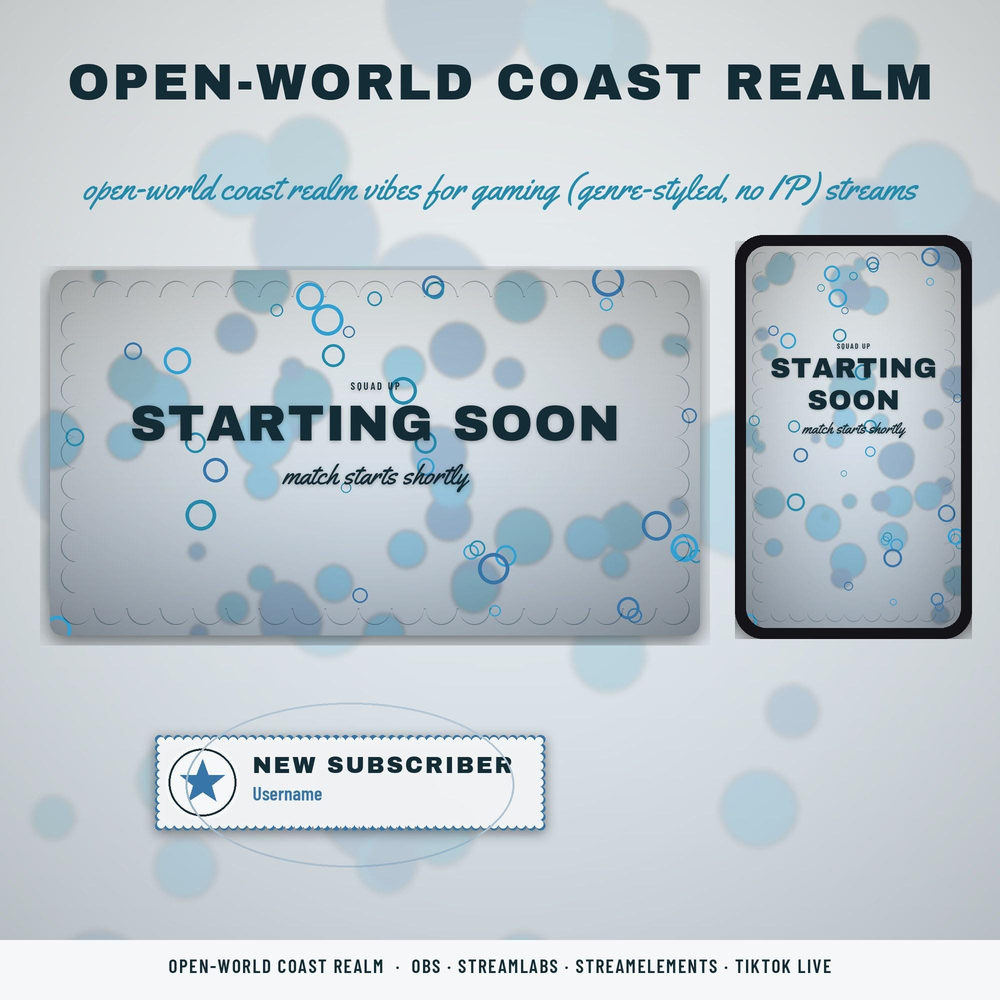 OPEN-WORLD COAST REALM
open-world coast realm vibes for gaming (genre-styled, no IP) streams
SQUAD UP
STARTING SOON
match starts shortly
SQUAD UP
STARTING
SOON
match starts shortly
NEW SUBSCRIBER
Username
OPEN-WORLD COAST REALM · OBS · STREAMLABS · STREAMELEMENTS · TIKTOK LIVE